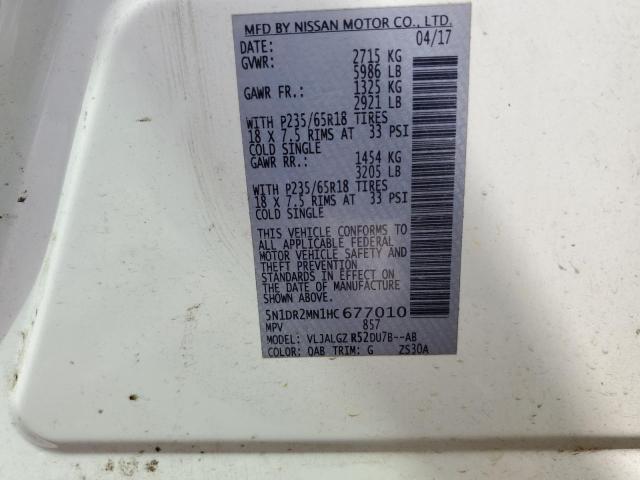 MFD BY NISSAN MOTOR CO., LTD.
DATE: 04/17
GVWR: 2715 KG
5986 LB
GAWR FR.: 1325 KG
2921 LB
WITH P235/65R18 TIRES
18 X 7.5 RIMS AT 33 PSI
COLD SINGLE
GAWR RR.: 1454 KG
3205 LB
WITH P235/65R18 TIRES
18 X 7.5 RIMS AT 33 PSI
COLD SINGLE
THIS VEHICLE CONFORMS TO
ALL APPLICABLE FEDERAL
MOTOR VEHICLE SAFETY AND
THEFT PREVENTION
STANDARDS IN EFFECT ON
THE DATE OF MANUFACTURE
SHOWN ABOVE.
5N1DR2MN1HC677010
MPV 857
MODEL: VLJALGZ R52DU7B--AB
COLOR: QAB TRIM: G ZS30A